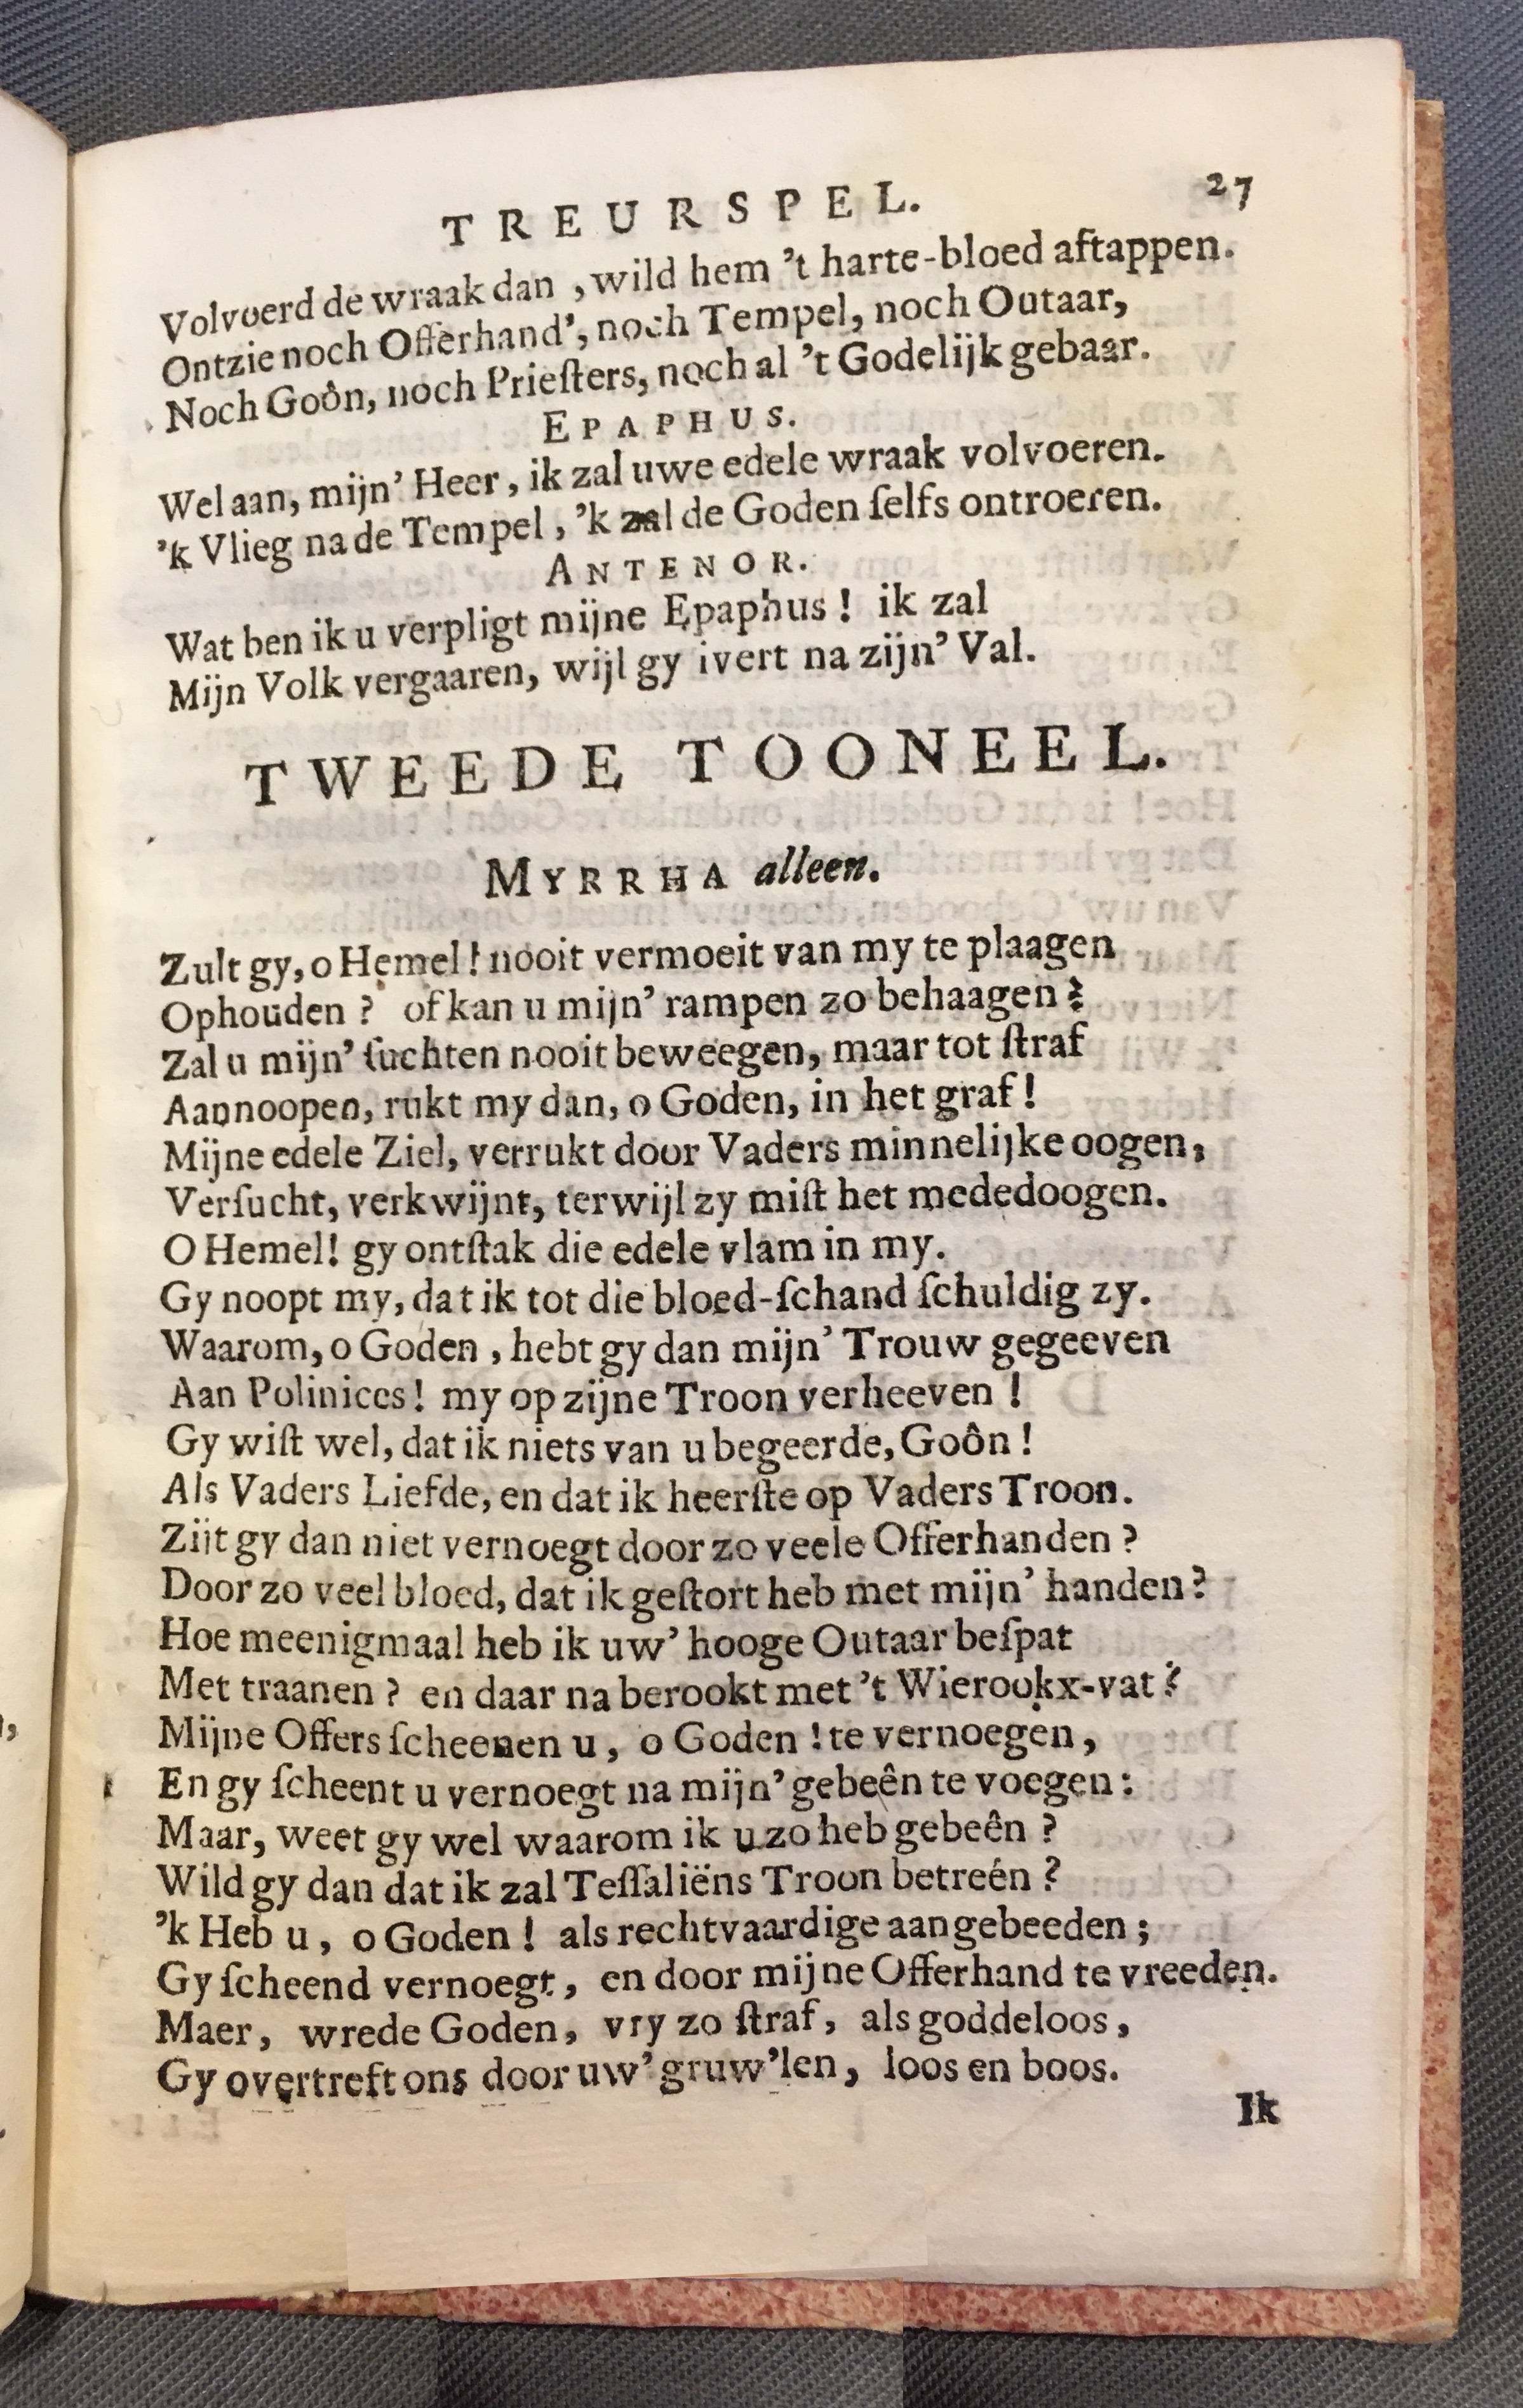 TREURSPEL. 27
Volvoerd de wraak dan, wild hem 't harte-bloed aftappen.
Ontzie noch Offerhand', noch Tempel, noch Outaar,
Noch Goôn, noch Prieſters, noch al 't Godelijk gebaar.
EPAPHUS.
Wel aan, mijn' Heer, ik zal uwe edele wraak volvoeren.
'k Vlieg na de Tempel, 'k zal de Goden ſelfs ontroeren.
ANTENOR.
Wat ben ik u verpligt mijne Epaphus! ik zal
Mijn Volk vergaaren, wijl gy ivert na zijn' Val.
TWEEDE TOONEEL.
MYRRHA alleen.
Zult gy, o Hemel! nooit vermoeit van my te plaagen
Ophouden? of kan u mijn' rampen zo behaagen?
Zal u mijn' ſuchten nooit beweegen, maar tot ſtraf
Aannoopen, rukt my dan, o Goden, in het graf!
Mijne edele Ziel, verrukt door Vaders minnelijke oogen,
Verſucht, verkwijnt, terwijl zy miſt het mededoogen.
O Hemel! gy ontſtak die edele vlam in my.
Gy noopt my, dat ik tot die bloed-ſchand ſchuldig zy.
Waarom, o Goden, hebt gy dan mijn' Trouw gegeeven
Aan Polinices! my op zijne Troon verheeven!
Gy wiſt wel, dat ik niets van u begeerde, Goôn!
Als Vaders Liefde, en dat ik heerſte op Vaders Troon.
Zijt gy dan niet vernoegt door zo veele Offerhanden?
Door zo veel bloed, dat ik geſtort heb met mijn' handen?
Hoe meenigmaal heb ik uw' hooge Outaar beſpat
Met traanen? en daar na berookt met 't Wierookx-vat?
Mijne Offers ſcheenen u, o Goden! te vernoegen,
En gy ſcheent u vernoegt na mijn' gebeên te voegen:
Maar, weet gy wel waarom ik u zo heb gebeên?
Wild gy dan dat ik zal Teſſaliëns Troon betreén?
'k Heb u, o Goden! als rechtvaardige aangebeeden;
Gy ſcheend vernoegt, en door mijne Offerhand te vreeden.
Maer, wrede Goden, vry zo ſtraf, als goddeloos,
Gy overtreft ons door uw' gruw'len, loos en boos.
Ik